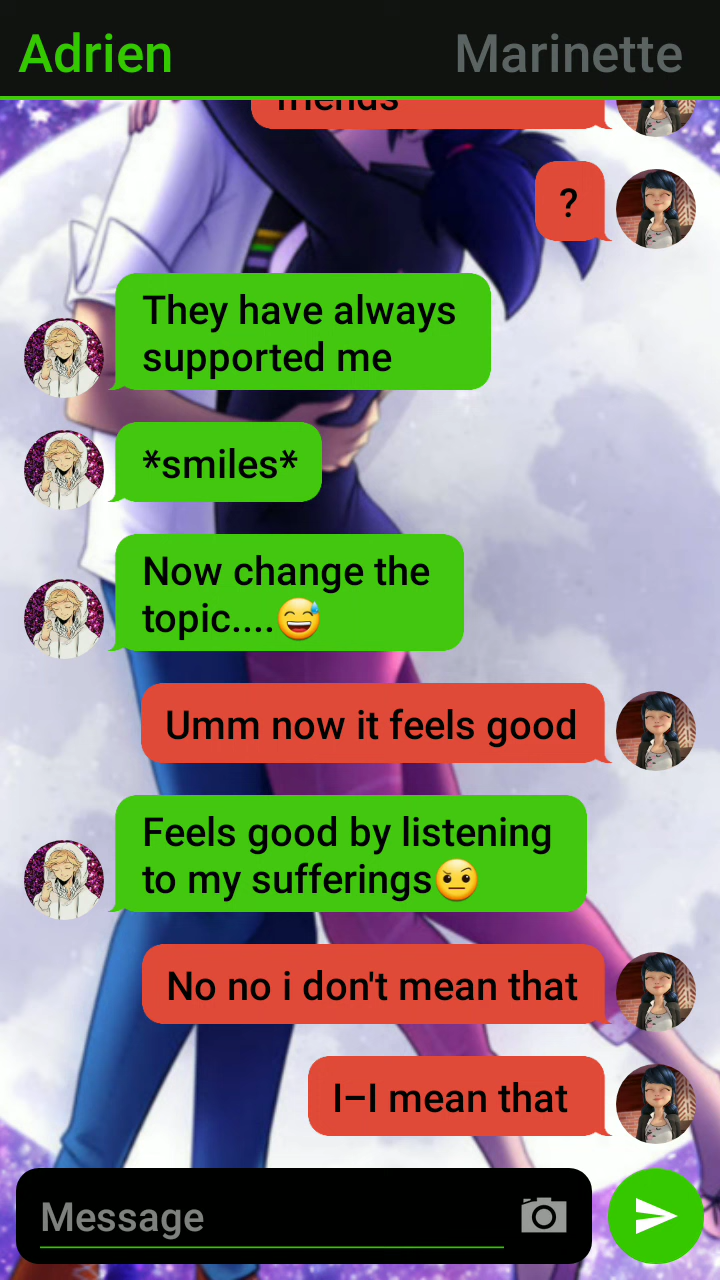 Adrien
Marinette
friends
?
They have always
supported me
*smiles*
Now change the
topic....😅
Umm now it feels good
Feels good by listening
to my sufferings🤨
No no i don't mean that
I–I mean that
Message